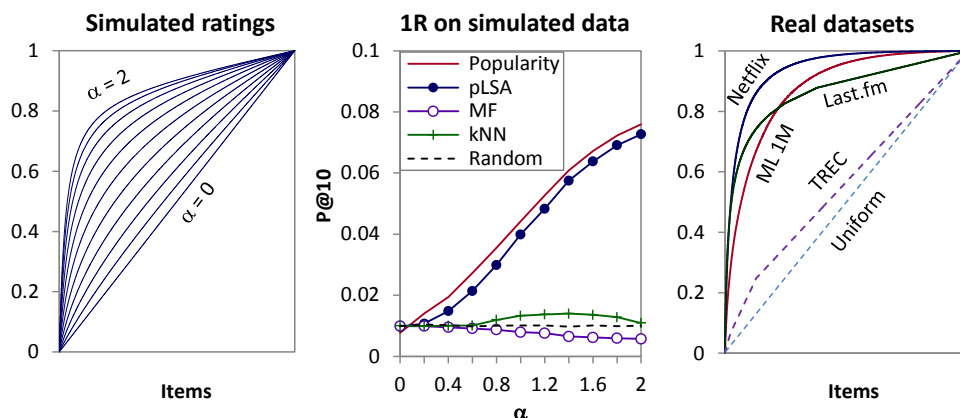 Simulated ratings
1
0.8
0.6
0.4
0.2
0
α = 2
α = 0
Items
1R on simulated data
0.1
0.08
0.06
0.04
0.02
0
P@10
Popularity
pLSA
MF
kNN
Random
0 0.4 0.8 1.2 1.6 2
α
Real datasets
1
0.8
0.6
0.4
0.2
0
Netflix
ML 1M
Last.fm
TREC
Uniform
Items